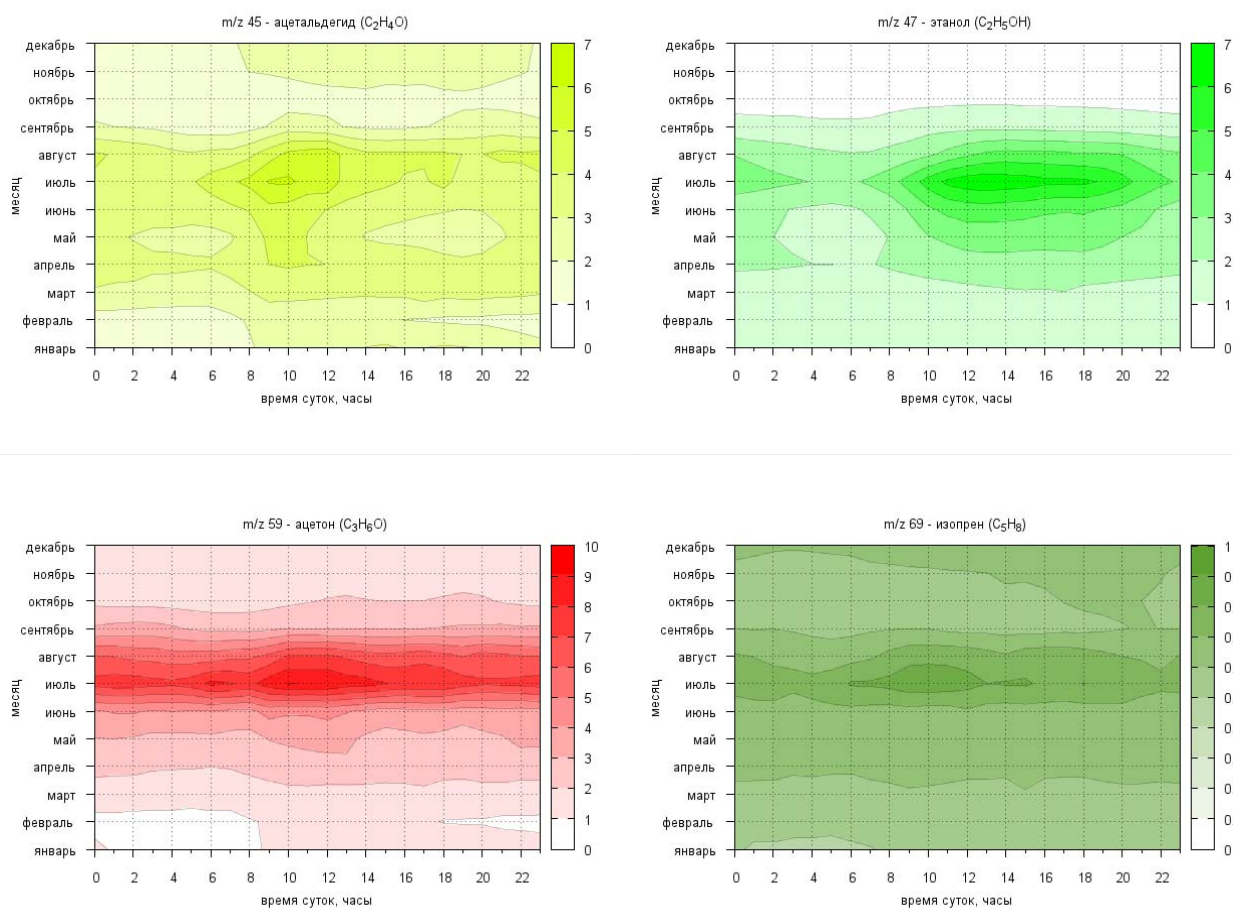 m/z 45 - ацетальдегид (C₂H₄O)
декабрь
ноябрь
октябрь
сентябрь
август
июль
июнь
май
апрель
март
февраль
январь
месяц
0 2 4 6 8 10 12 14 16 18 20 22
время суток, часы
7
6
5
4
3
2
1
0
m/z 47 - этанол (C₂H₅OH)
декабрь
ноябрь
октябрь
сентябрь
август
июль
июнь
май
апрель
март
февраль
январь
месяц
0 2 4 6 8 10 12 14 16 18 20 22
время суток, часы
7
6
5
4
3
2
1
0
m/z 59 - ацетон (C₃H₆O)
декабрь
ноябрь
октябрь
сентябрь
август
июль
июнь
май
апрель
март
февраль
январь
месяц
0 2 4 6 8 10 12 14 16 18 20 22
время суток, часы
10
9
8
7
6
5
4
3
2
1
0
m/z 69 - изопрен (C₅H₈)
декабрь
ноябрь
октябрь
сентябрь
август
июль
июнь
май
апрель
март
февраль
январь
месяц
0 2 4 6 8 10 12 14 16 18 20 22
время суток, часы
1
0